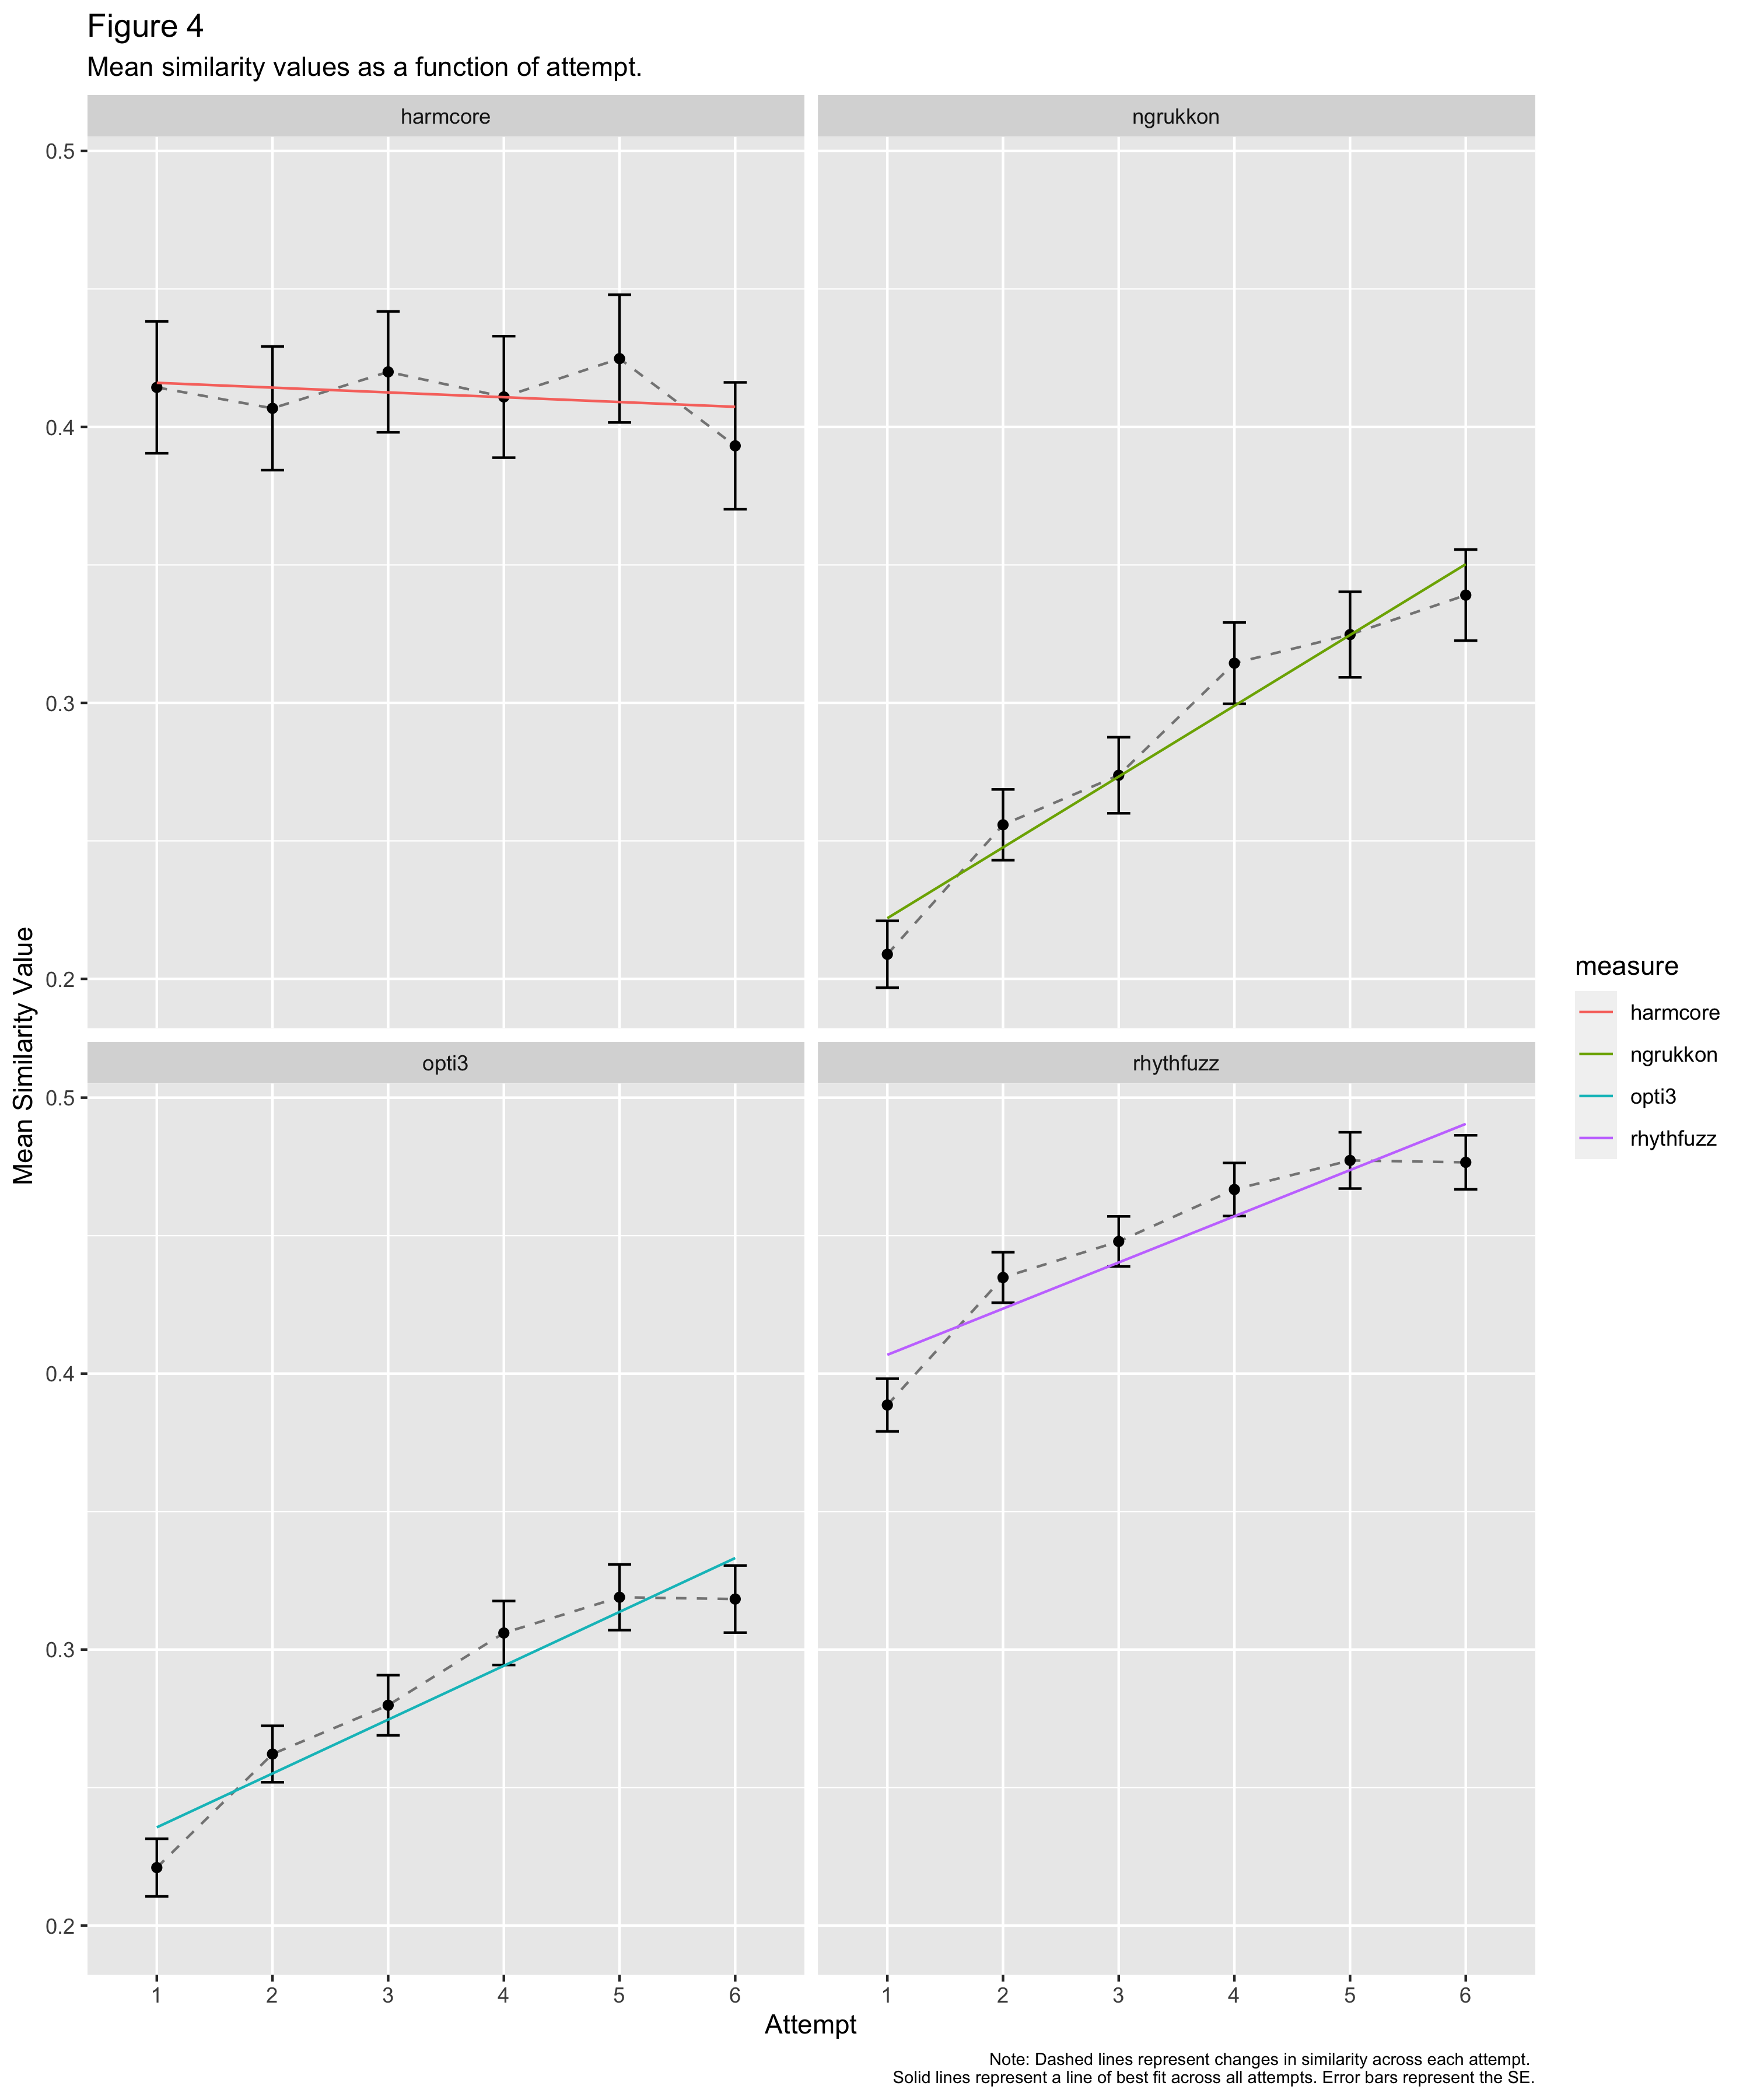 Figure 4
Mean similarity values as a function of attempt.
harmcore
ngrukkon
0.5
0.4
0.3
0.2
opti3
rhythfuzz
0.5
0.4
0.3
0.2
1 2 3 4 5 6
1 2 3 4 5 6
Mean Similarity Value
Attempt
measure
harmcore
ngrukkon
opti3
rhythfuzz
Note: Dashed lines represent changes in similarity across each attempt.
Solid lines represent a line of best fit across all attempts. Error bars represent the SE.